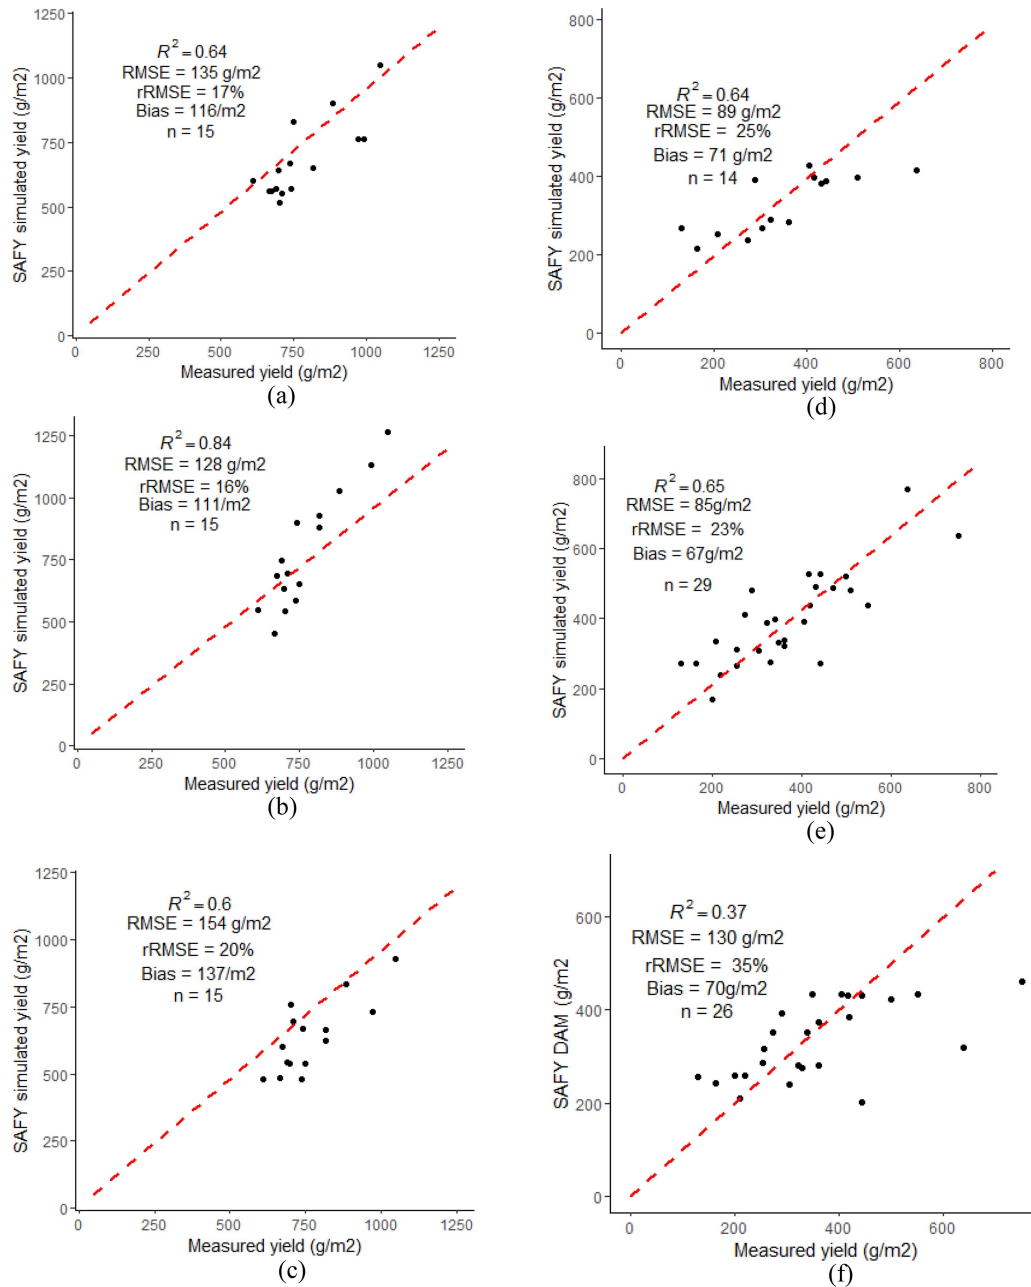 1250
1000
750
500
250
0
SAFY simulated yield (g/m2)
R² = 0.64
RMSE = 135 g/m2
rRMSE = 17%
Bias = 116/m2
n = 15
0 250 500 750 1000 1250
Measured yield (g/m2)
(a)
800
600
400
200
0
SAFY simulated yield (g/m2)
R² = 0.64
RMSE = 89 g/m2
rRMSE = 25%
Bias = 71 g/m2
n = 14
0 200 400 600 800
Measured yield (g/m2)
(d)
1250
1000
750
500
250
0
SAFY simulated yield (g/m2)
R² = 0.84
RMSE = 128 g/m2
rRMSE = 16%
Bias = 111/m2
n = 15
0 250 500 750 1000 1250
Measured yield (g/m2)
(b)
800
600
400
200
0
SAFY simulated yield (g/m2)
R² = 0.65
RMSE = 85g/m2
rRMSE = 23%
Bias = 67g/m2
n = 29
0 200 400 600 800
Measured yield (g/m2)
(e)
1250
1000
750
500
250
0
SAFY simulated yield (g/m2)
R² = 0.6
RMSE = 154 g/m2
rRMSE = 20%
Bias = 137/m2
n = 15
0 250 500 750 1000 1250
Measured yield (g/m2)
(c)
600
400
200
0
SAFY DAM (g/m2
R² = 0.37
RMSE = 130 g/m2
rRMSE = 35%
Bias = 70g/m2
n = 26
0 200 400 600
Measured yield (g/m2)
(f)